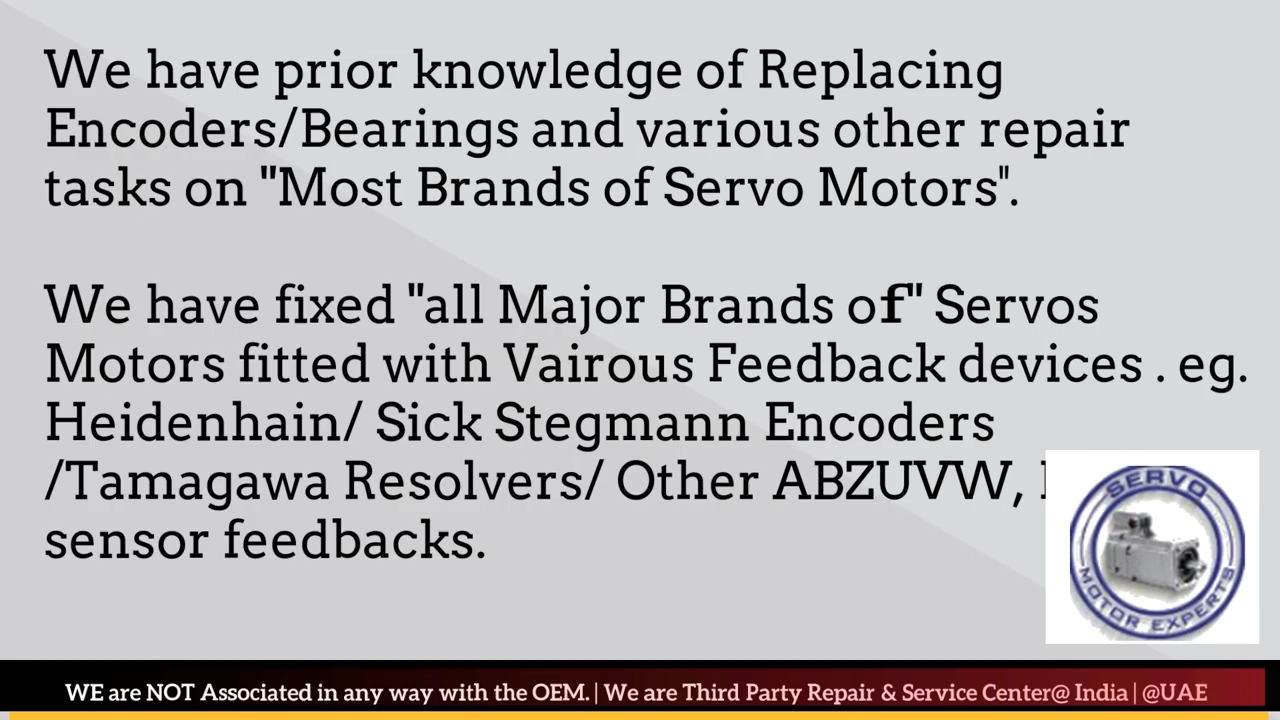 We have prior knowledge of Replacing
Encoders/Bearings and various other repair
tasks on "Most Brands of Servo Motors".
We have fixed "all Major Brands of" Servos
Motors fitted with Vairous Feedback devices . eg.
Heidenhain/ Sick Stegmann Encoders
/Tamagawa Resolvers/ Other ABZUVW,
sensor feedbacks.
SERVO
MOTOR EXPERTS
WE are NOT Associated in any way with the OEM. | We are Third Party Repair & Service Center@ India | @UAE